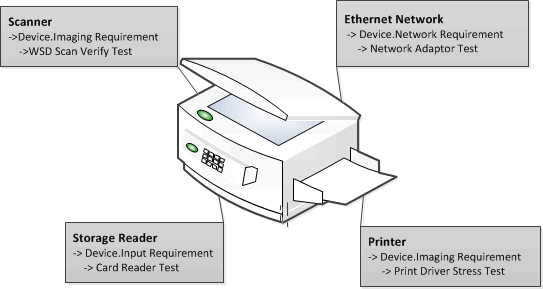 Scanner
->Device.Imaging Requirement
->WSD Scan Verify Test
Ethernet Network
-> Device.Network Requirement
-> Network Adaptor Test
Storage Reader
-> Device.Input Requirement
-> Card Reader Test
Printer
-> Device.Imaging Requirement
-> Print Driver Stress Test